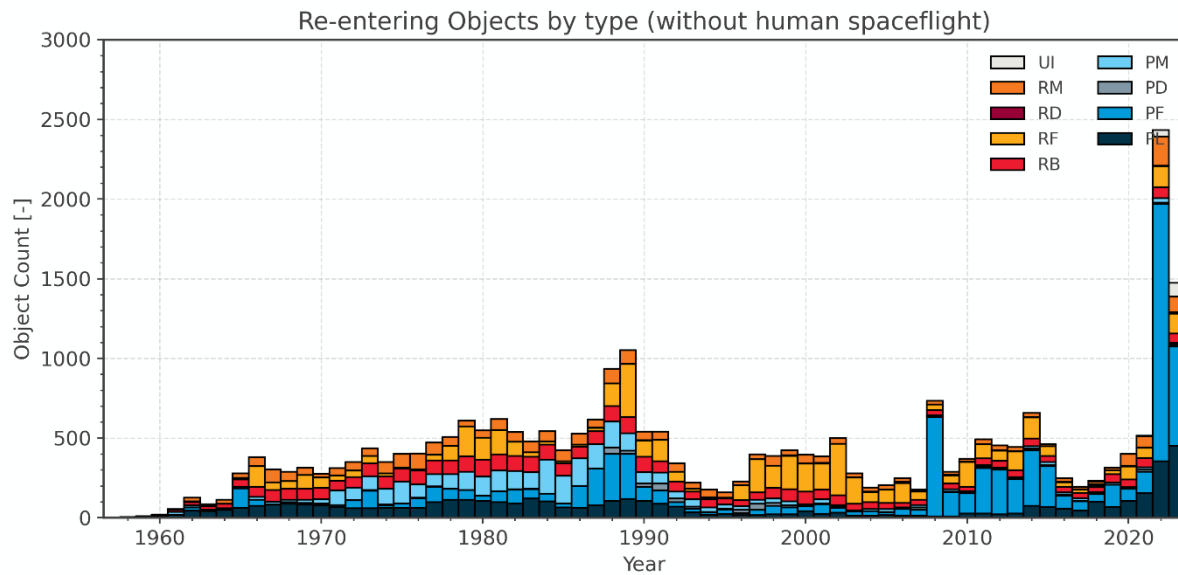 Re-entering Objects by type (without human spaceflight)
3000
2500
2000
1500
1000
500
0
Object Count [-]
UI
RM
RD
RF
RB
PM
PD
PF
PL
1960
1970
1980
1990
2000
2010
2020
Year